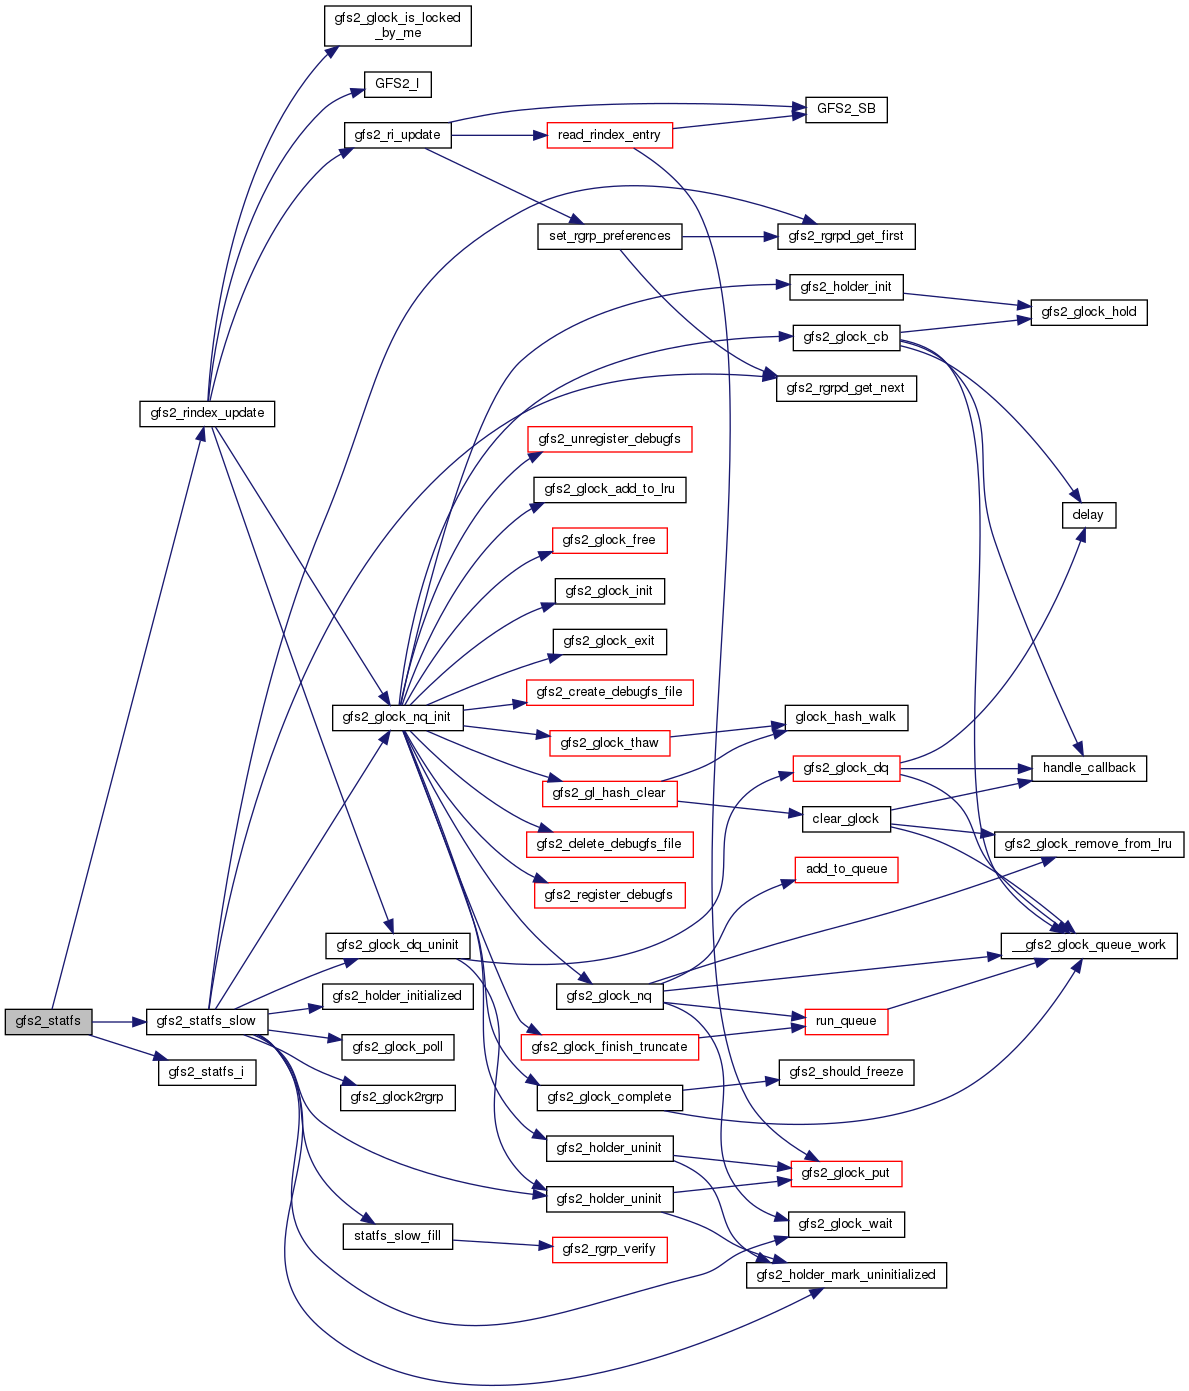 gfs2_glock_is_locked
_by_me
GFS2_I
GFS2_SB
gfs2_ri_update
read_rindex_entry
set_rgrp_preferences
gfs2_rgrpd_get_first
gfs2_holder_init
gfs2_glock_hold
gfs2_glock_cb
gfs2_rgrpd_get_next
gfs2_rindex_update
gfs2_unregister_debugfs
gfs2_glock_add_to_lru
delay
gfs2_glock_free
gfs2_glock_init
gfs2_glock_exit
gfs2_create_debugfs_file
gfs2_glock_nq_init
glock_hash_walk
gfs2_glock_thaw
gfs2_glock_dq
handle_callback
gfs2_gl_hash_clear
clear_glock
gfs2_delete_debugfs_file
gfs2_glock_remove_from_lru
add_to_queue
gfs2_register_debugfs
gfs2_glock_dq_uninit
__gfs2_glock_queue_work
gfs2_holder_initialized
gfs2_glock_nq
gfs2_statfs
gfs2_statfs_slow
run_queue
gfs2_glock_poll
gfs2_glock_finish_truncate
gfs2_statfs_i
gfs2_should_freeze
gfs2_glock2rgrp
gfs2_glock_complete
gfs2_holder_uninit
gfs2_glock_put
gfs2_holder_uninit
gfs2_glock_wait
statfs_slow_fill
gfs2_rgrp_verify
gfs2_holder_mark_uninitialized